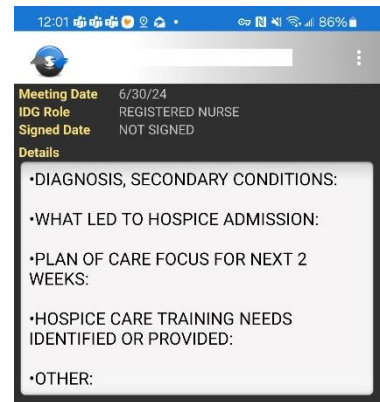 12:01 86%
Meeting Date 6/30/24
IDG Role REGISTERED NURSE
Signed Date NOT SIGNED
Details
•DIAGNOSIS, SECONDARY CONDITIONS:
•WHAT LED TO HOSPICE ADMISSION:
•PLAN OF CARE FOCUS FOR NEXT 2
WEEKS:
•HOSPICE CARE TRAINING NEEDS
IDENTIFIED OR PROVIDED:
•OTHER: